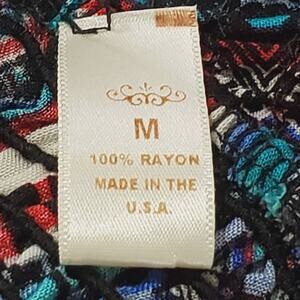 M
100% RAYON
MADE IN THE
U.S.A.